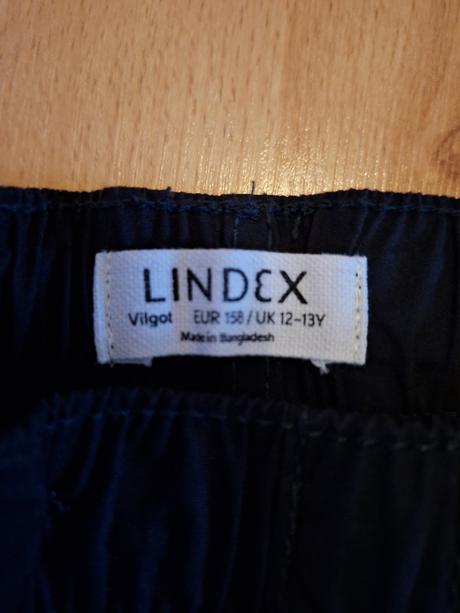 LINDEX
Vilgot EUR 158 / UK 12-13Y
Made in Bangladesh